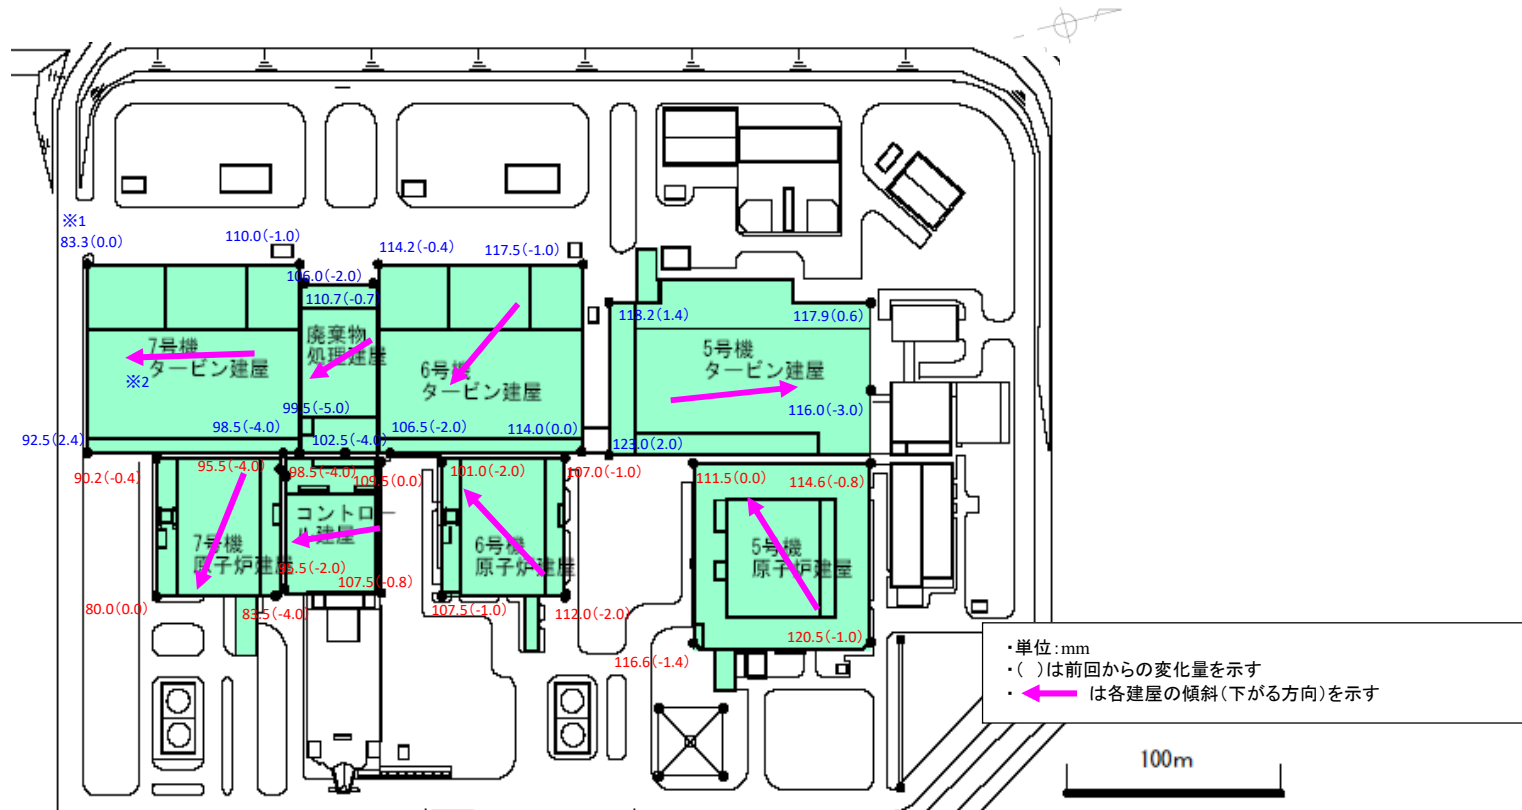 ※1
83.3(0.0)
110.0(-1.0)
114.2(-0.4)
117.5(-1.0)
106.0(-2.0)
110.7(-0.7)
118.2(1.4)
117.9(0.6)
廃棄物
処理建屋
7号機
タービン建屋
※2
6号機
タービン建屋
5号機
タービン建屋
99.5(-5.0)
116.0(-3.0)
92.5(2.4)
98.5(-4.0)
102.5(-4.0)
106.5(-2.0)
114.0(0.0)
123.0(2.0)
90.2(-0.4)
95.5(-4.0)
98.5(-4.0)
109.5(0.0)
101.0(-2.0)
107.0(-1.0)
111.5(0.0)
114.6(-0.8)
コントロー
ル建屋
7号機
原子炉建屋
6号機
原子炉建屋
5号機
原子炉建屋
95.5(-2.0)
107.5(-0.8)
80.0(0.0)
83.5(-4.0)
107.5(-1.0)
112.0(-2.0)
116.6(-1.4)
120.5(-1.0)
・単位:mm
・( )は前回からの変化量を示す
・ は各建屋の傾斜(下がる方向)を示す
100m